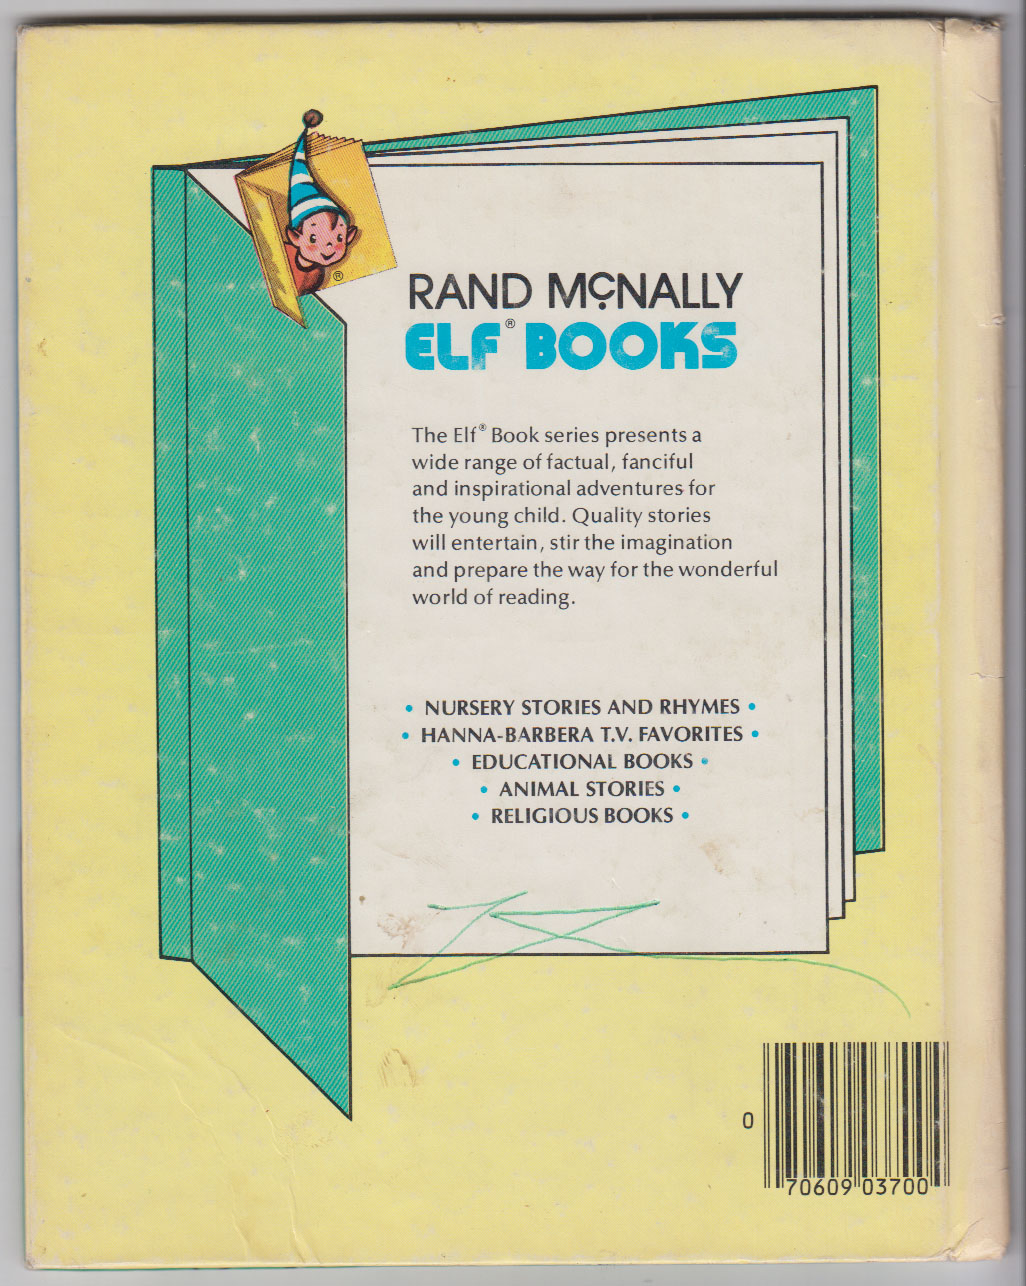 ®
RAND McNALLY
ELF® BOOKS
The Elf® Book series presents a
wide range of factual, fanciful
and inspirational adventures for
the young child. Quality stories
will entertain, stir the imagination
and prepare the way for the wonderful
world of reading.
• NURSERY STORIES AND RHYMES •
• HANNA-BARBERA T.V. FAVORITES •
• EDUCATIONAL BOOKS •
• ANIMAL STORIES •
• RELIGIOUS BOOKS •
0 70609 03700